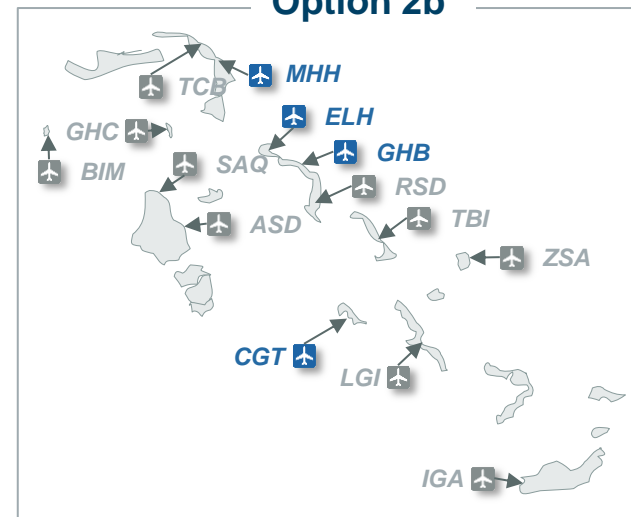 Option 2b
MHH
TCB
ELH
GHC
GHB
BIM
SAQ
RSD
ASD
TBI
ZSA
CGT
LGI
IGA